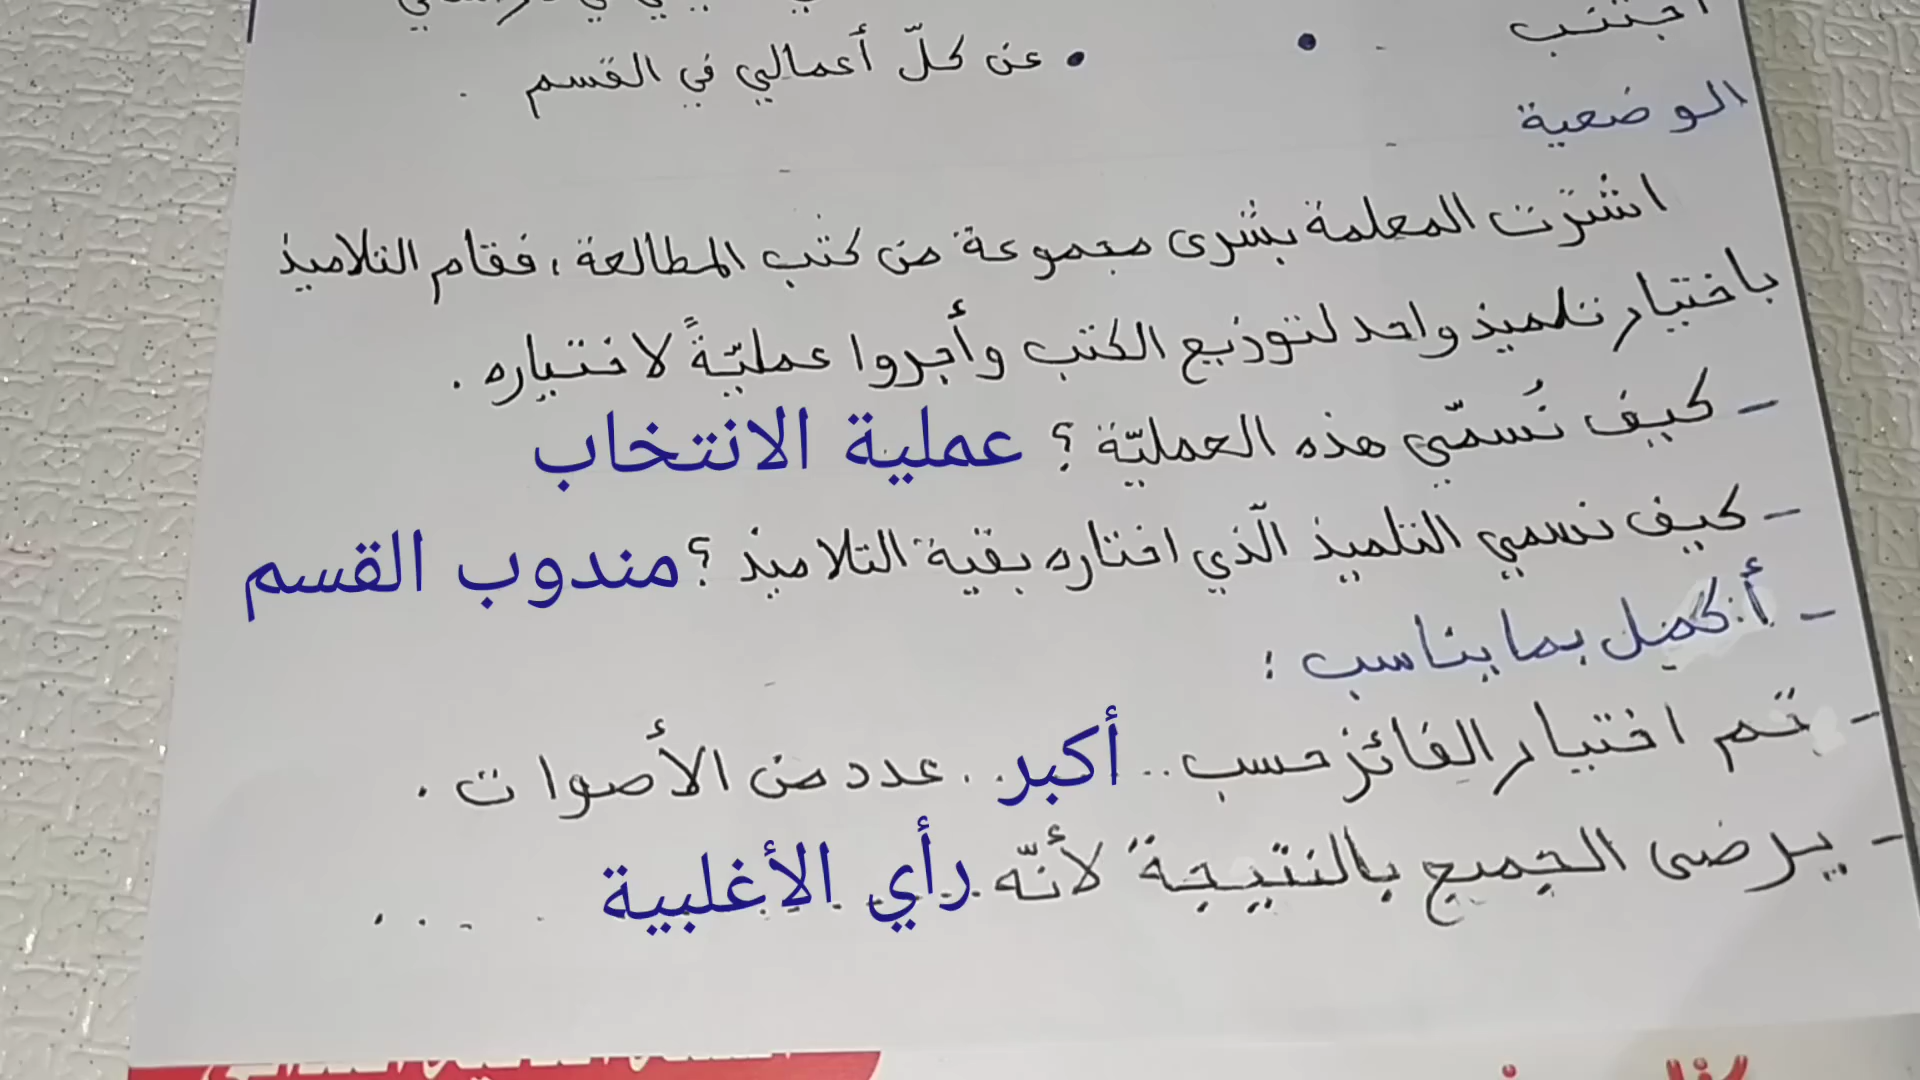 اجتنب
• عن كلّ أعمالي في القسم .
الوضعية
اشترت المعلمة بشرى مجموعة من كتب المطالعة ، فقام التلاميذ
باختيار تلميذ واحد لتوزيع الكتب وأجروا عمليّةً لاختياره .
- كيف نُسمّي هذه العمليّة ؟ عملية الانتخاب
- كيف نسمي التلميذ الّذي اختاره بقية التلاميذ ؟ مندوب القسم
- أكمل بما يناسب :
- تم اختيار الفائز حسب .. أكبر .. عدد من الأصوات .
- يرضى الجميع بالنتيجة لأنّه رأي الأغلبية ....